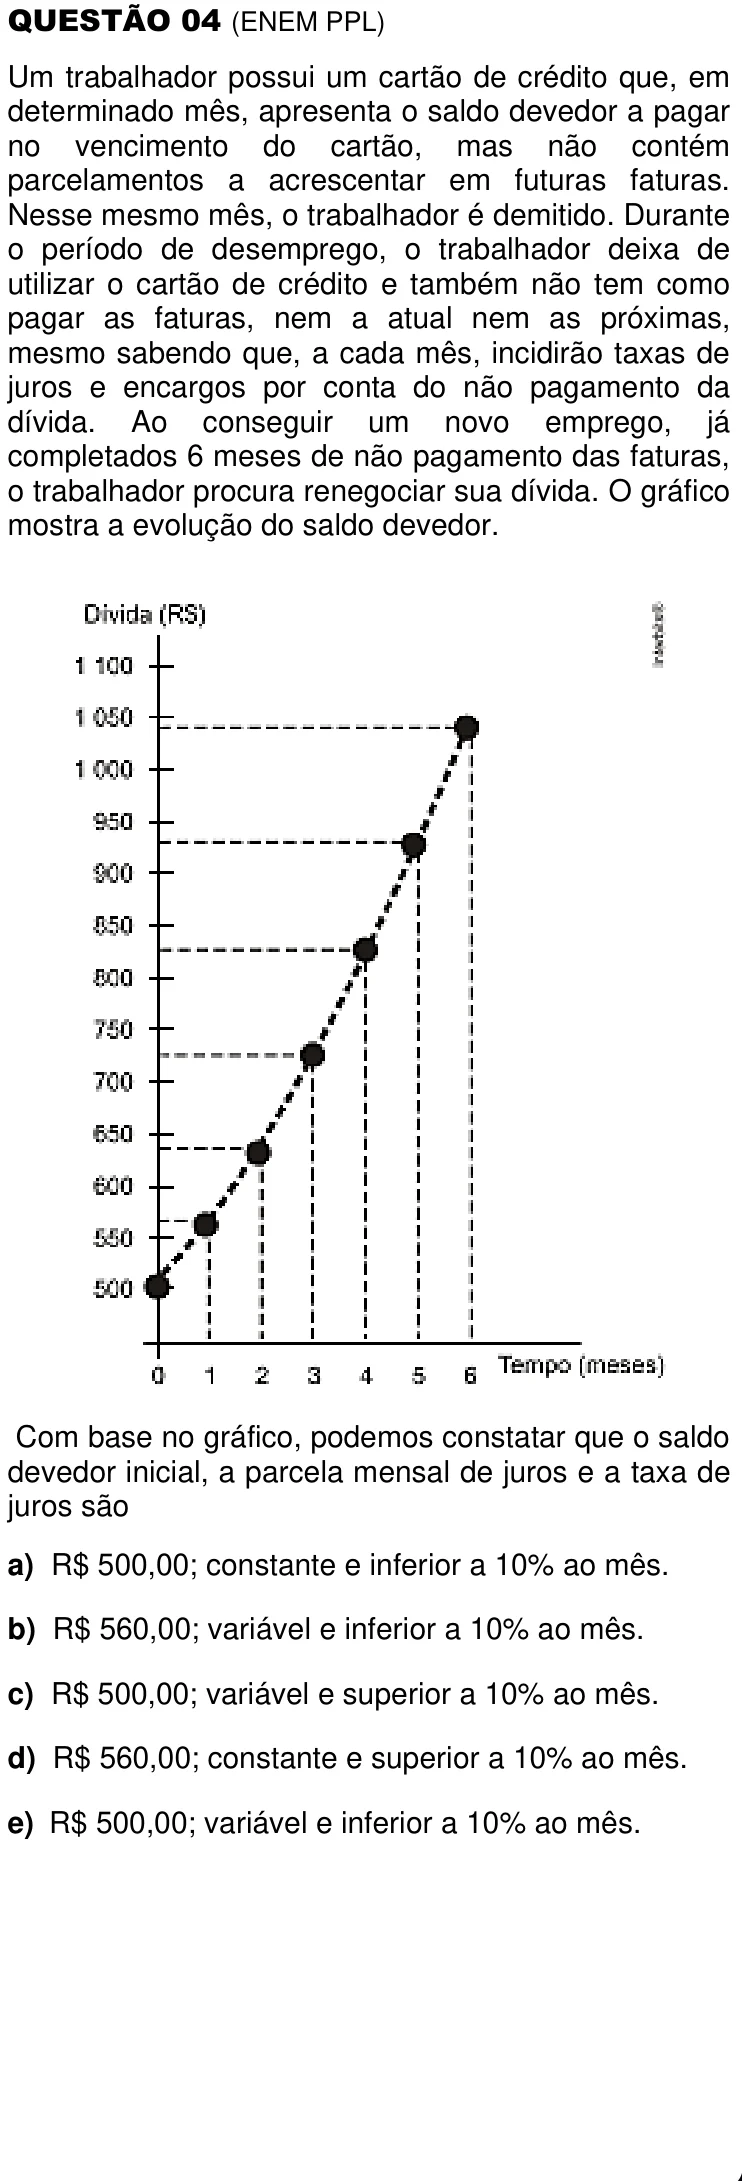 QUESTÃO 04 (ENEM PPL)
Um trabalhador possui um cartão de crédito que, em
determinado mês, apresenta o saldo devedor a pagar
no vencimento do cartão, mas não contém
parcelamentos a acrescentar em futuras faturas.
Nesse mesmo mês, o trabalhador é demitido. Durante
o período de desemprego, o trabalhador deixa de
utilizar o cartão de crédito e também não tem como
pagar as faturas, nem a atual nem as próximas,
mesmo sabendo que, a cada mês, incidirão taxas de
juros e encargos por conta do não pagamento da
dívida. Ao conseguir um novo emprego, já
completados 6 meses de não pagamento das faturas,
o trabalhador procura renegociar sua dívida. O gráfico
mostra a evolução do saldo devedor.
Dívida (R$)
1 100
1 050
1 000
950
900
850
800
750
700
650
600
550
500
0 1 2 3 4 5 6 Tempo (meses)
Com base no gráfico, podemos constatar que o saldo
devedor inicial, a parcela mensal de juros e a taxa de
juros são
a) R$ 500,00; constante e inferior a 10% ao mês.
b) R$ 560,00; variável e inferior a 10% ao mês.
c) R$ 500,00; variável e superior a 10% ao mês.
d) R$ 560,00; constante e superior a 10% ao mês.
e) R$ 500,00; variável e inferior a 10% ao mês.